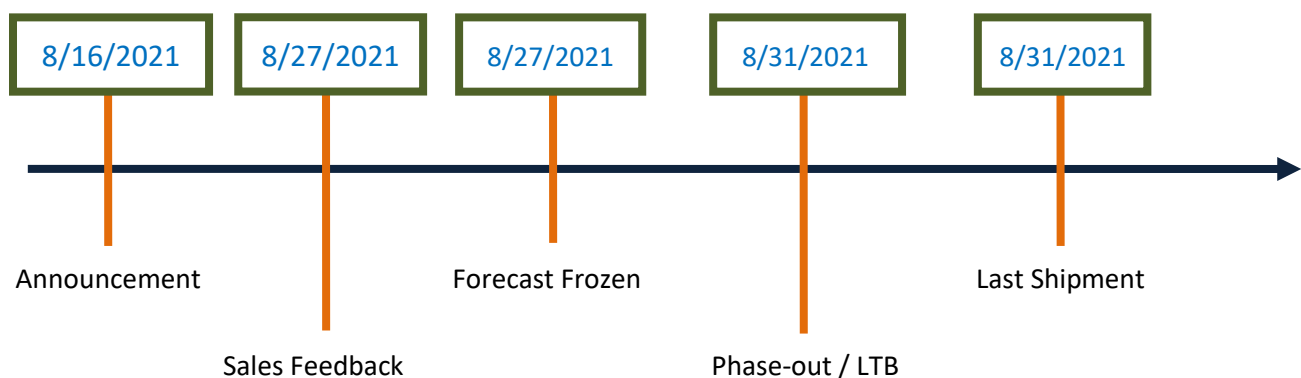 8/16/2021
8/27/2021
8/27/2021
8/31/2021
8/31/2021
Announcement
Forecast Frozen
Last Shipment
Sales Feedback
Phase-out / LTB